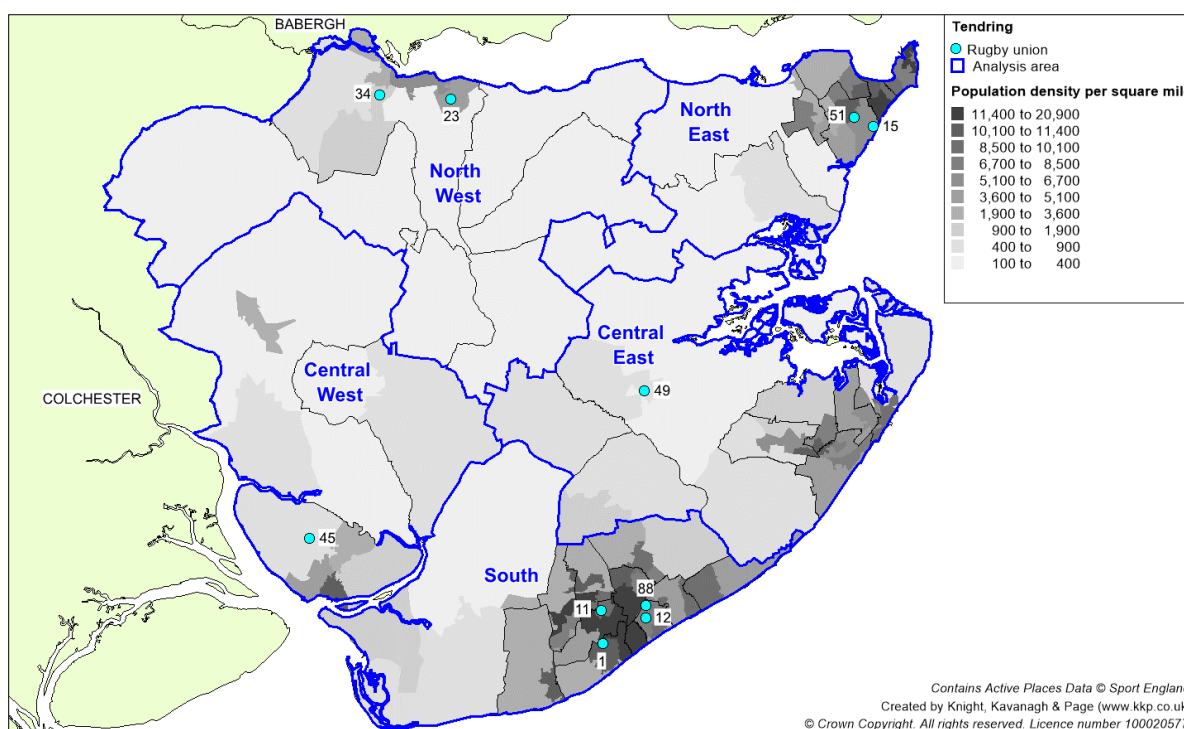 BABERGH
34
23
North
East
51
15
North
West
Central
East
Central
West
49
COLCHESTER
45
South
88
11
12
1
Tendring
Rugby union
Analysis area
Population density per square mil
11,400 to 20,900
10,100 to 11,400
8,500 to 10,100
6,700 to 8,500
5,100 to 6,700
3,600 to 5,100
1,900 to 3,600
900 to 1,900
400 to 900
100 to 400
Contains Active Places Data © Sport England
Created by Knight, Kavanagh & Page (www.kkp.co.uk
© Crown Copyright. All rights reserved. Licence number 100020577